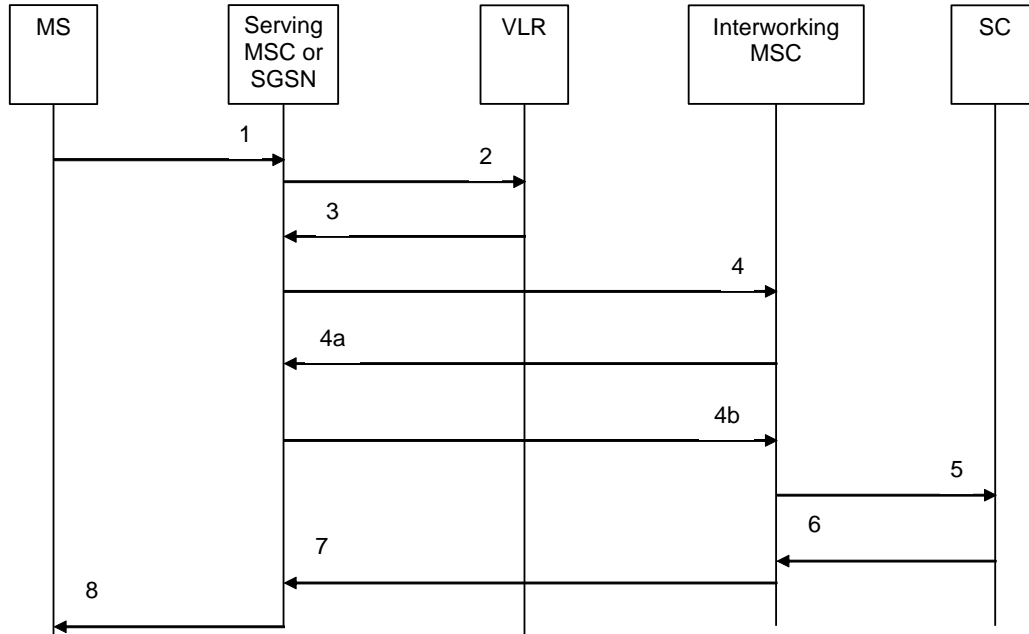 MS
Serving
MSC or
SGSN
VLR
Interworking
MSC
SC
1
2
3
4
4a
4b
5
6
7
8